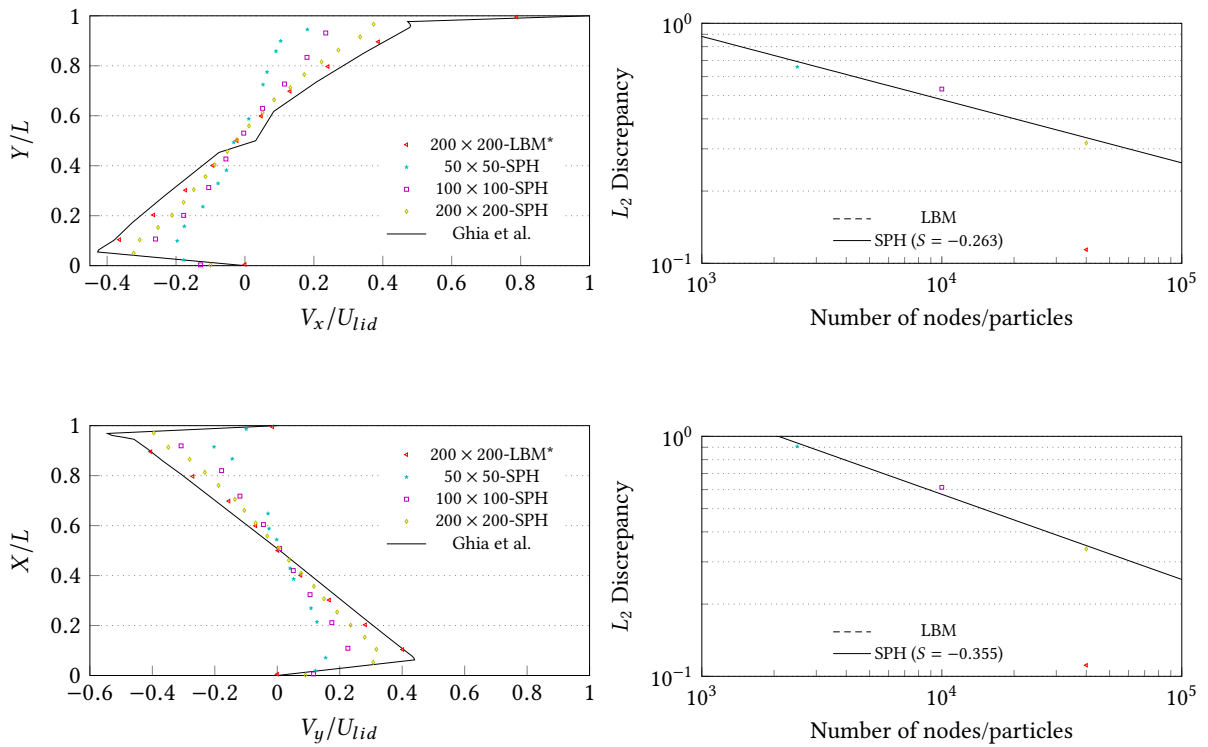 1
0.8
0.6
0.4
0.2
0
Y/L
200 × 200-LBM*
50 × 50-SPH
100 × 100-SPH
200 × 200-SPH
Ghia et al.
−0.6 −0.4 −0.2 0 0.2 0.4 0.6 0.8 1
V_x/U_{lid}
10^0
10^{−1}
L_2 Discrepancy
LBM
SPH (S = −0.263)
10^3 10^4 10^5
Number of nodes/particles
1
0.8
0.6
0.4
0.2
0
X/L
200 × 200-LBM*
50 × 50-SPH
100 × 100-SPH
200 × 200-SPH
Ghia et al.
−0.6 −0.4 −0.2 0 0.2 0.4 0.6 0.8 1
V_y/U_{lid}
10^0
10^{−1}
L_2 Discrepancy
LBM
SPH (S = −0.355)
10^3 10^4 10^5
Number of nodes/particles